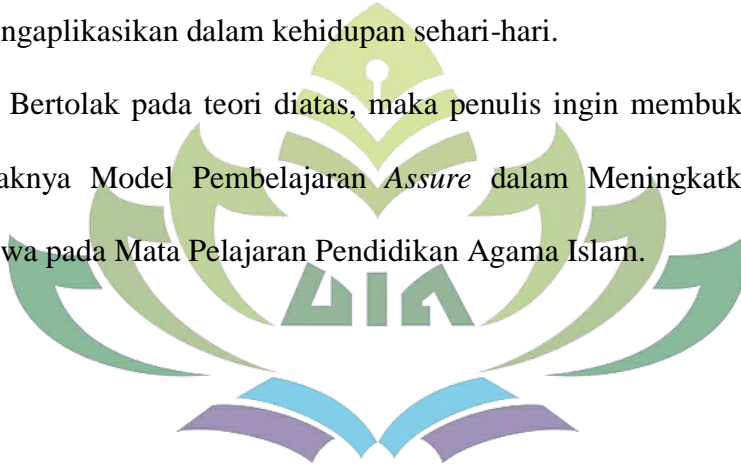 ngaplikasikan dalam kehidupan sehari-hari.
Bertolak pada teori diatas, maka penulis ingin membuk
aknya Model Pembelajaran Assure dalam Meningkatk
wa pada Mata Pelajaran Pendidikan Agama Islam.
UIN